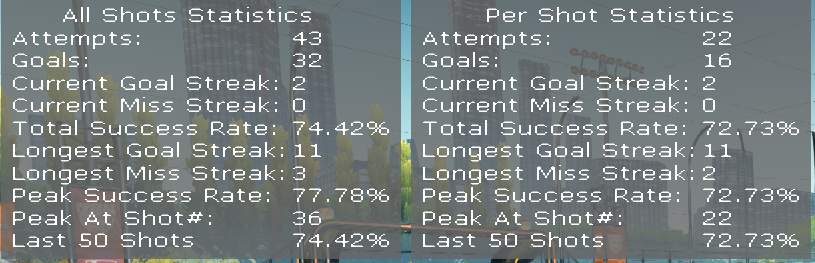 All Shots Statistics
Attempts: 43
Goals: 32
Current Goal Streak: 2
Current Miss Streak: 0
Total Success Rate: 74.42%
Longest Goal Streak: 11
Longest Miss Streak: 3
Peak Success Rate: 77.78%
Peak At Shot#: 36
Last 50 Shots 74.42%
Per Shot Statistics
Attempts: 22
Goals: 16
Current Goal Streak: 2
Current Miss Streak: 0
Total Success Rate: 72.73%
Longest Goal Streak: 11
Longest Miss Streak: 2
Peak Success Rate: 72.73%
Peak At Shot#: 22
Last 50 Shots 72.73%